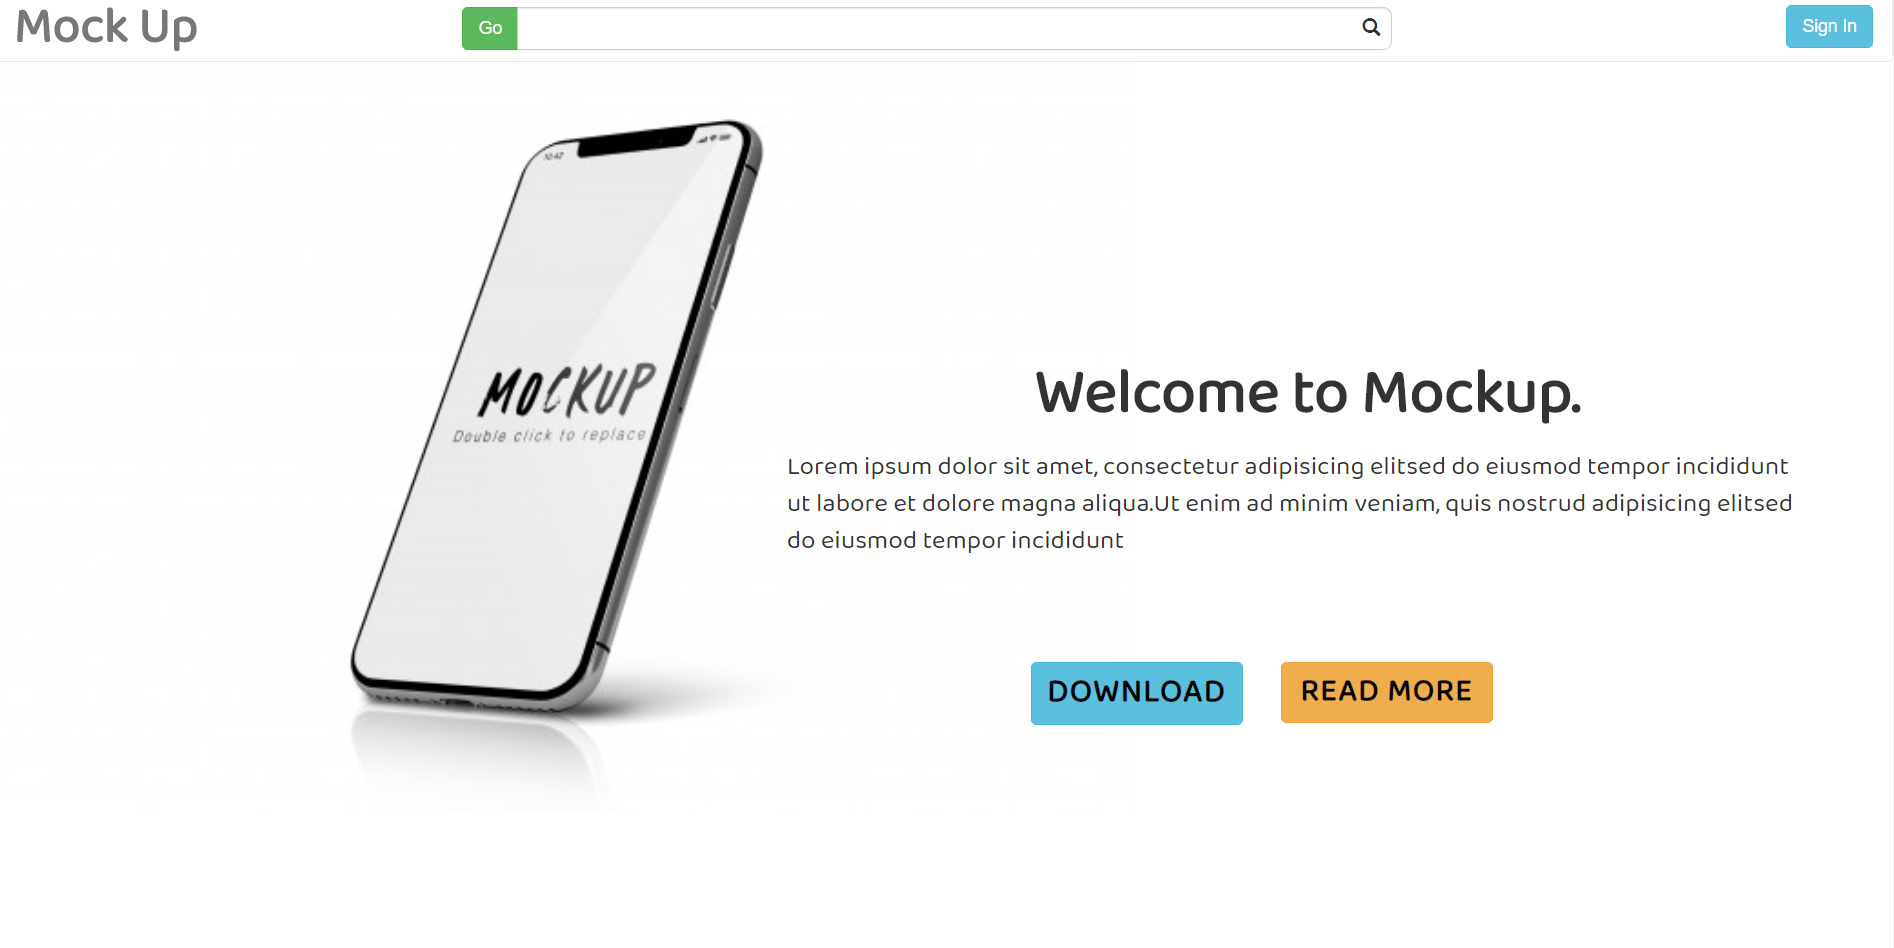 Mock Up
Go
Sign In
10:42
MOCKUP
Double click to replace
Welcome to Mockup.
Lorem ipsum dolor sit amet, consectetur adipisicing elitsed do eiusmod tempor incididunt
ut labore et dolore magna aliqua.Ut enim ad minim veniam, quis nostrud adipisicing elitsed
do eiusmod tempor incididunt
DOWNLOAD
READ MORE